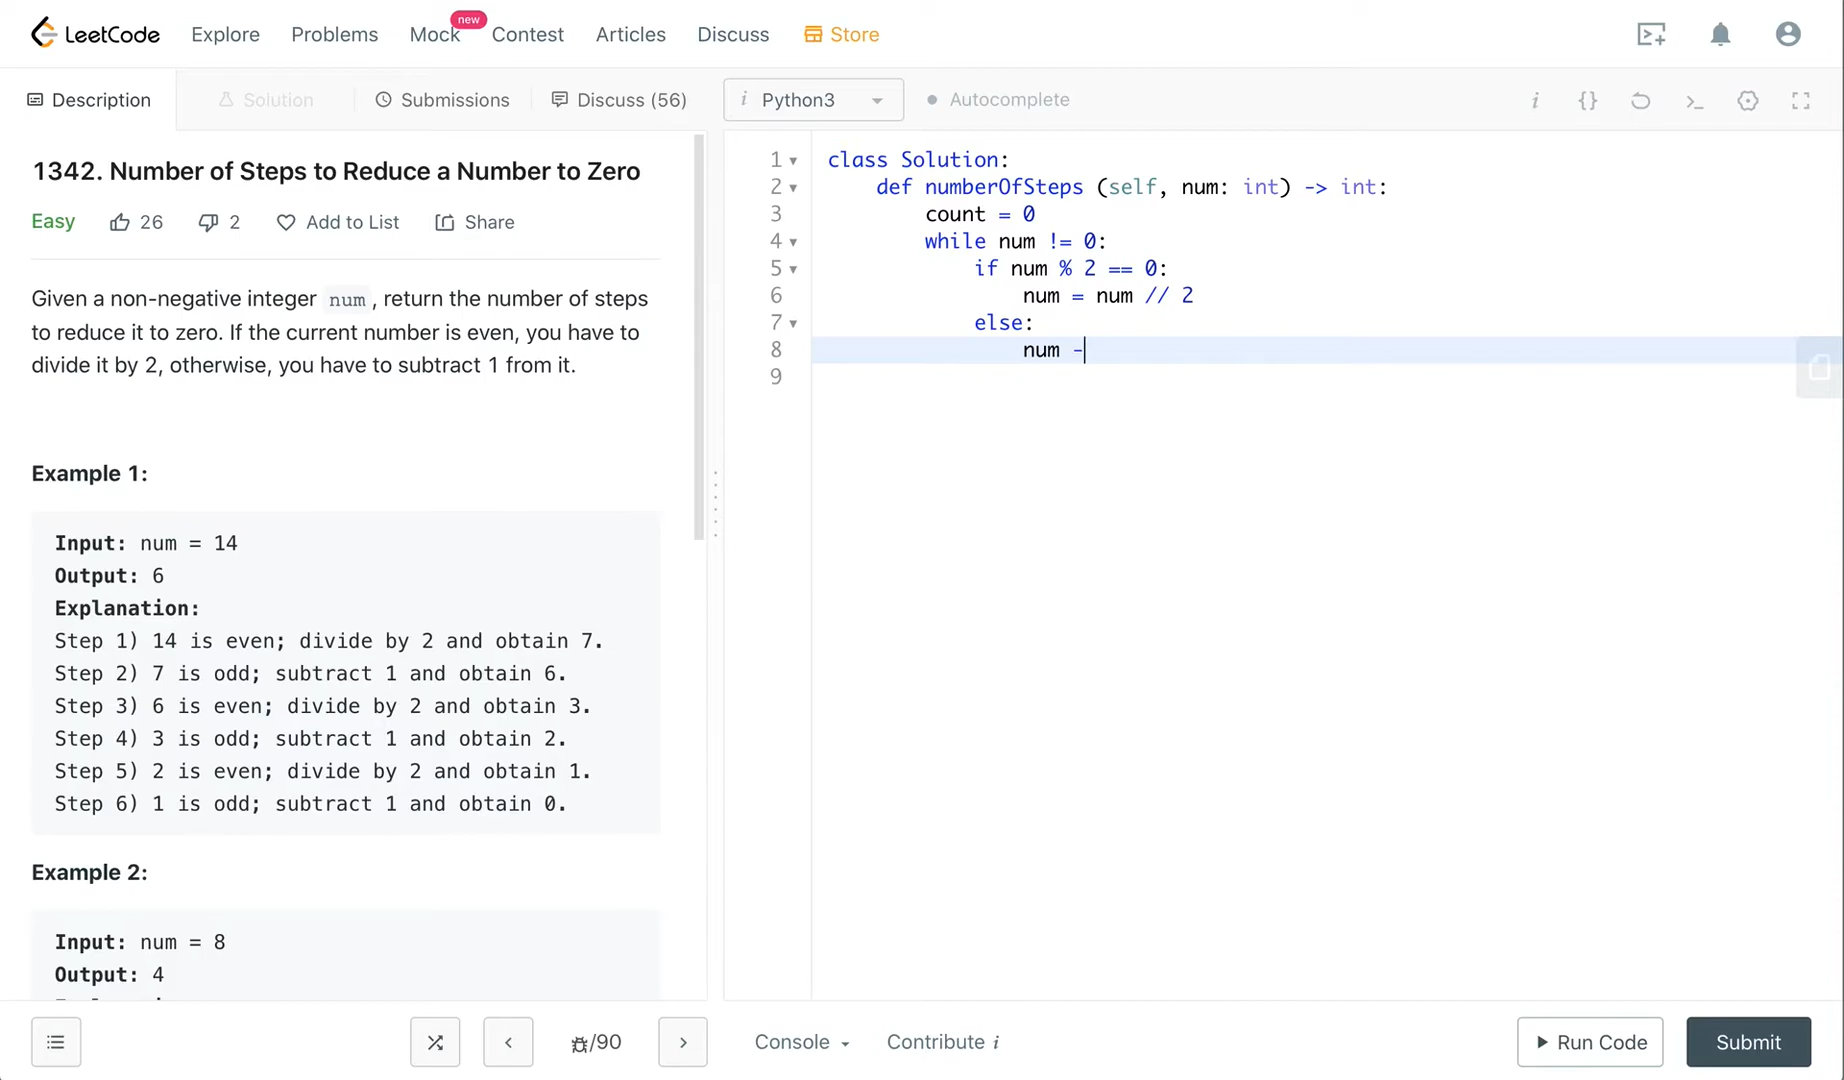 LeetCode Explore Problems Mock new Contest Articles Discuss Store
Description Solution Submissions Discuss (56) i Python3 Autocomplete i {} >_
1342. Number of Steps to Reduce a Number to Zero
Easy 26 2 Add to List Share
Given a non-negative integer num, return the number of steps
to reduce it to zero. If the current number is even, you have to
divide it by 2, otherwise, you have to subtract 1 from it.
Example 1:
Input: num = 14
Output: 6
Explanation:
Step 1) 14 is even; divide by 2 and obtain 7.
Step 2) 7 is odd; subtract 1 and obtain 6.
Step 3) 6 is even; divide by 2 and obtain 3.
Step 4) 3 is odd; subtract 1 and obtain 2.
Step 5) 2 is even; divide by 2 and obtain 1.
Step 6) 1 is odd; subtract 1 and obtain 0.
Example 2:
Input: num = 8
Output: 4
1 class Solution:
2     def numberOfSteps (self, num: int) -> int:
3         count = 0
4         while num != 0:
5             if num % 2 == 0:
6                 num = num // 2
7             else:
8                 num -
9
/90 Console Contribute i Run Code Submit